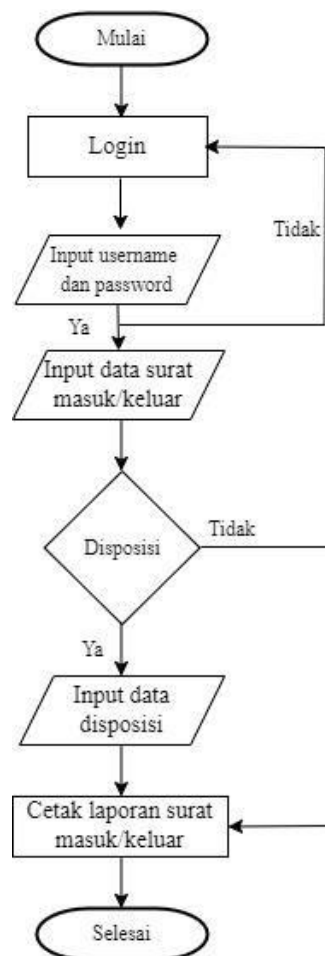 Mulai
Login
Tidak
Input username
dan password
Ya
Input data surat
masuk/keluar
Disposisi
Tidak
Ya
Input data
disposisi
Cetak laporan surat
masuk/keluar
Selesai